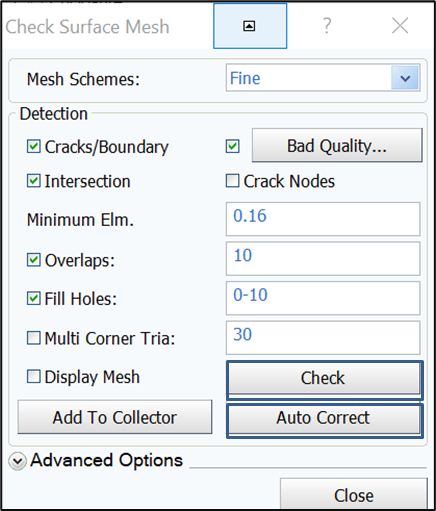 Check Surface Mesh ?
Mesh Schemes: Fine
Detection
Cracks/Boundary Bad Quality...
Intersection Crack Nodes
Minimum Elm. 0.16
Overlaps: 10
Fill Holes: 0-10
Multi Corner Tria: 30
Display Mesh Check
Add To Collector Auto Correct
Advanced Options
Close